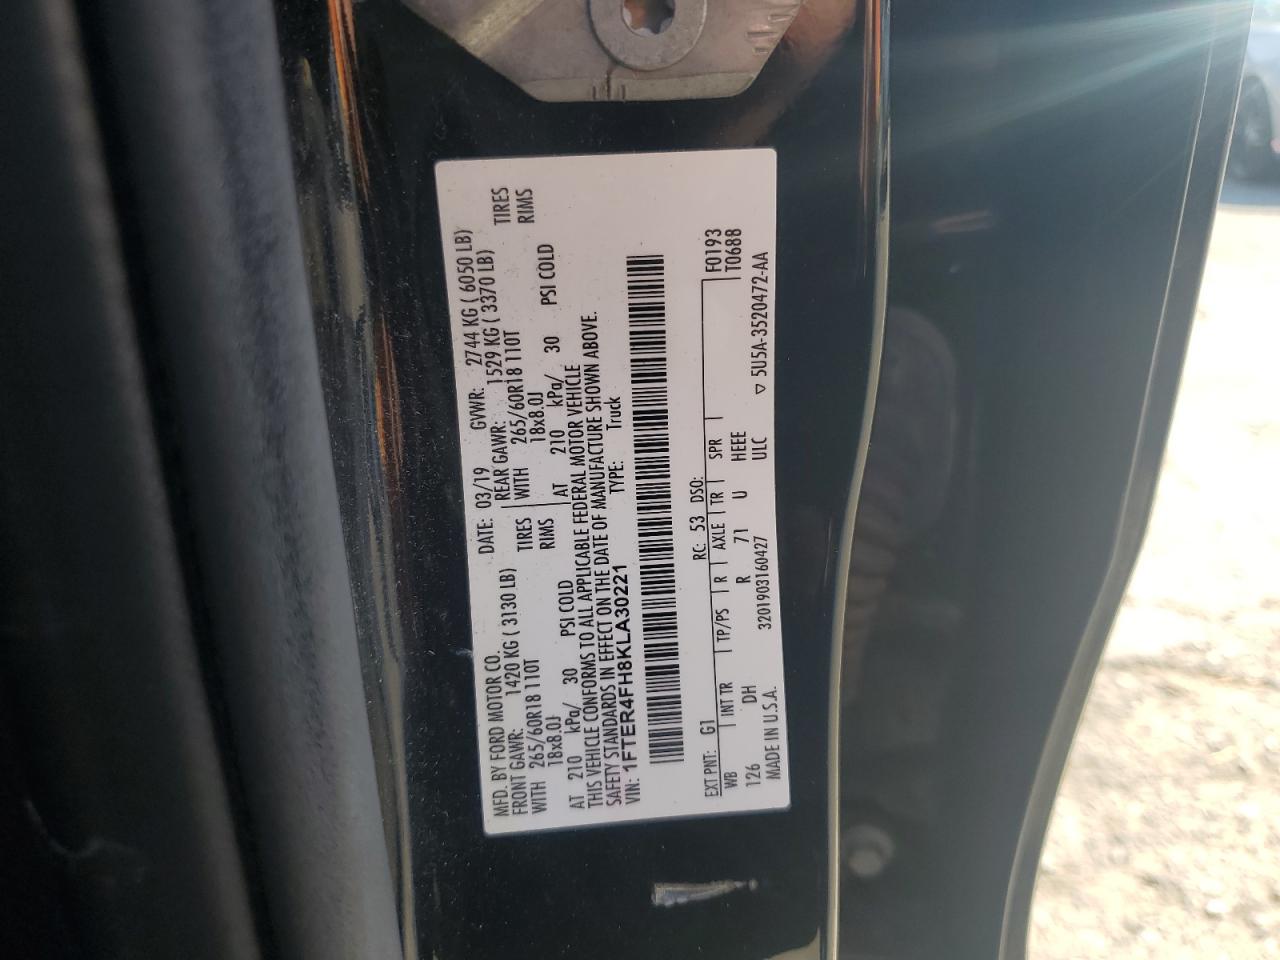 MFD. BY FORD MOTOR CO. DATE: 03/19 GVWR: 2744 KG ( 6050 LB)
FRONT GAWR: 1420 KG ( 3130 LB) REAR GAWR: 1529 KG ( 3370 LB)
WITH 265/60R18 110T TIRES WITH 265/60R18 110T TIRES
18x8.0J RIMS 18x8.0J RIMS
AT 210 kPa/ 30 PSI COLD AT 210 kPa/ 30 PSI COLD
THIS VEHICLE CONFORMS TO ALL APPLICABLE FEDERAL MOTOR VEHICLE
SAFETY STANDARDS IN EFFECT ON THE DATE OF MANUFACTURE SHOWN ABOVE.
VIN: 1FTER4FH8KLA30221 TYPE: Truck
EXT PNT: G1 RC: 53 DSO: F0193
WB INT TR TP/PS R AXLE TR SPR T0688
126 DH R 71 U HEEE
MADE IN U.S.A. 3201903160427 ULC ▽ 5U5A-3520472-AA